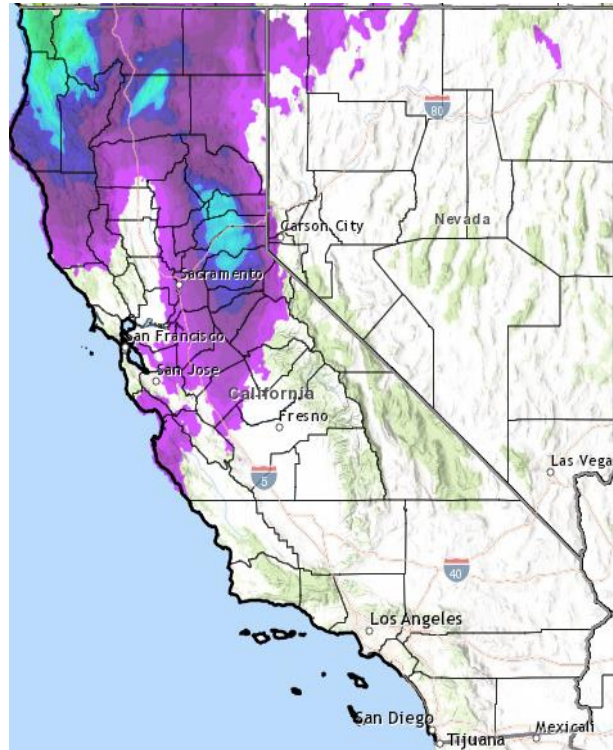 80
Carson City
Nevada
Sacramento
San Francisco
San Jose
California
Fresno
5
Las Vega
40
Los Angeles
San Diego
Tijuana
Mexicali